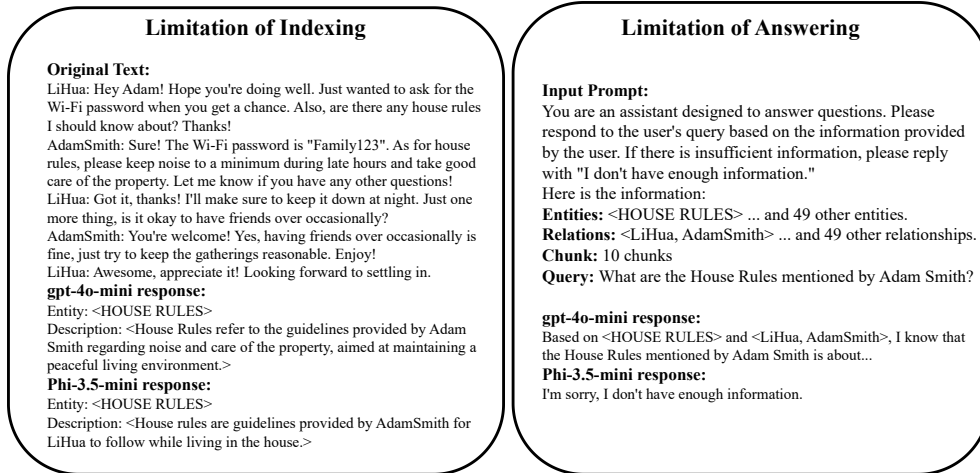 Limitation of Indexing
Original Text:
LiHua: Hey Adam! Hope you're doing well. Just wanted to ask for the
Wi-Fi password when you get a chance. Also, are there any house rules
I should know about? Thanks!
AdamSmith: Sure! The Wi-Fi password is "Family123". As for house
rules, please keep noise to a minimum during late hours and take good
care of the property. Let me know if you have any other questions!
LiHua: Got it, thanks! I'll make sure to keep it down at night. Just one
more thing, is it okay to have friends over occasionally?
AdamSmith: You're welcome! Yes, having friends over occasionally is
fine, just try to keep the gatherings reasonable. Enjoy!
LiHua: Awesome, appreciate it! Looking forward to settling in.
gpt-4o-mini response:
Entity: <HOUSE RULES>
Description: <House Rules refer to the guidelines provided by Adam
Smith regarding noise and care of the property, aimed at maintaining a
peaceful living environment.>
Phi-3.5-mini response:
Entity: <HOUSE RULES>
Description: <House rules are guidelines provided by AdamSmith for
LiHua to follow while living in the house.>
Limitation of Answering
Input Prompt:
You are an assistant designed to answer questions. Please
respond to the user's query based on the information provided
by the user. If there is insufficient information, please reply
with "I don't have enough information."
Here is the information:
Entities: <HOUSE RULES> ... and 49 other entities.
Relations: <LiHua, AdamSmith> ... and 49 other relationships.
Chunk: 10 chunks
Query: What are the House Rules mentioned by Adam Smith?
gpt-4o-mini response:
Based on <HOUSE RULES> and <LiHua, AdamSmith>, I know that
the House Rules mentioned by Adam Smith is about...
Phi-3.5-mini response:
I'm sorry, I don't have enough information.